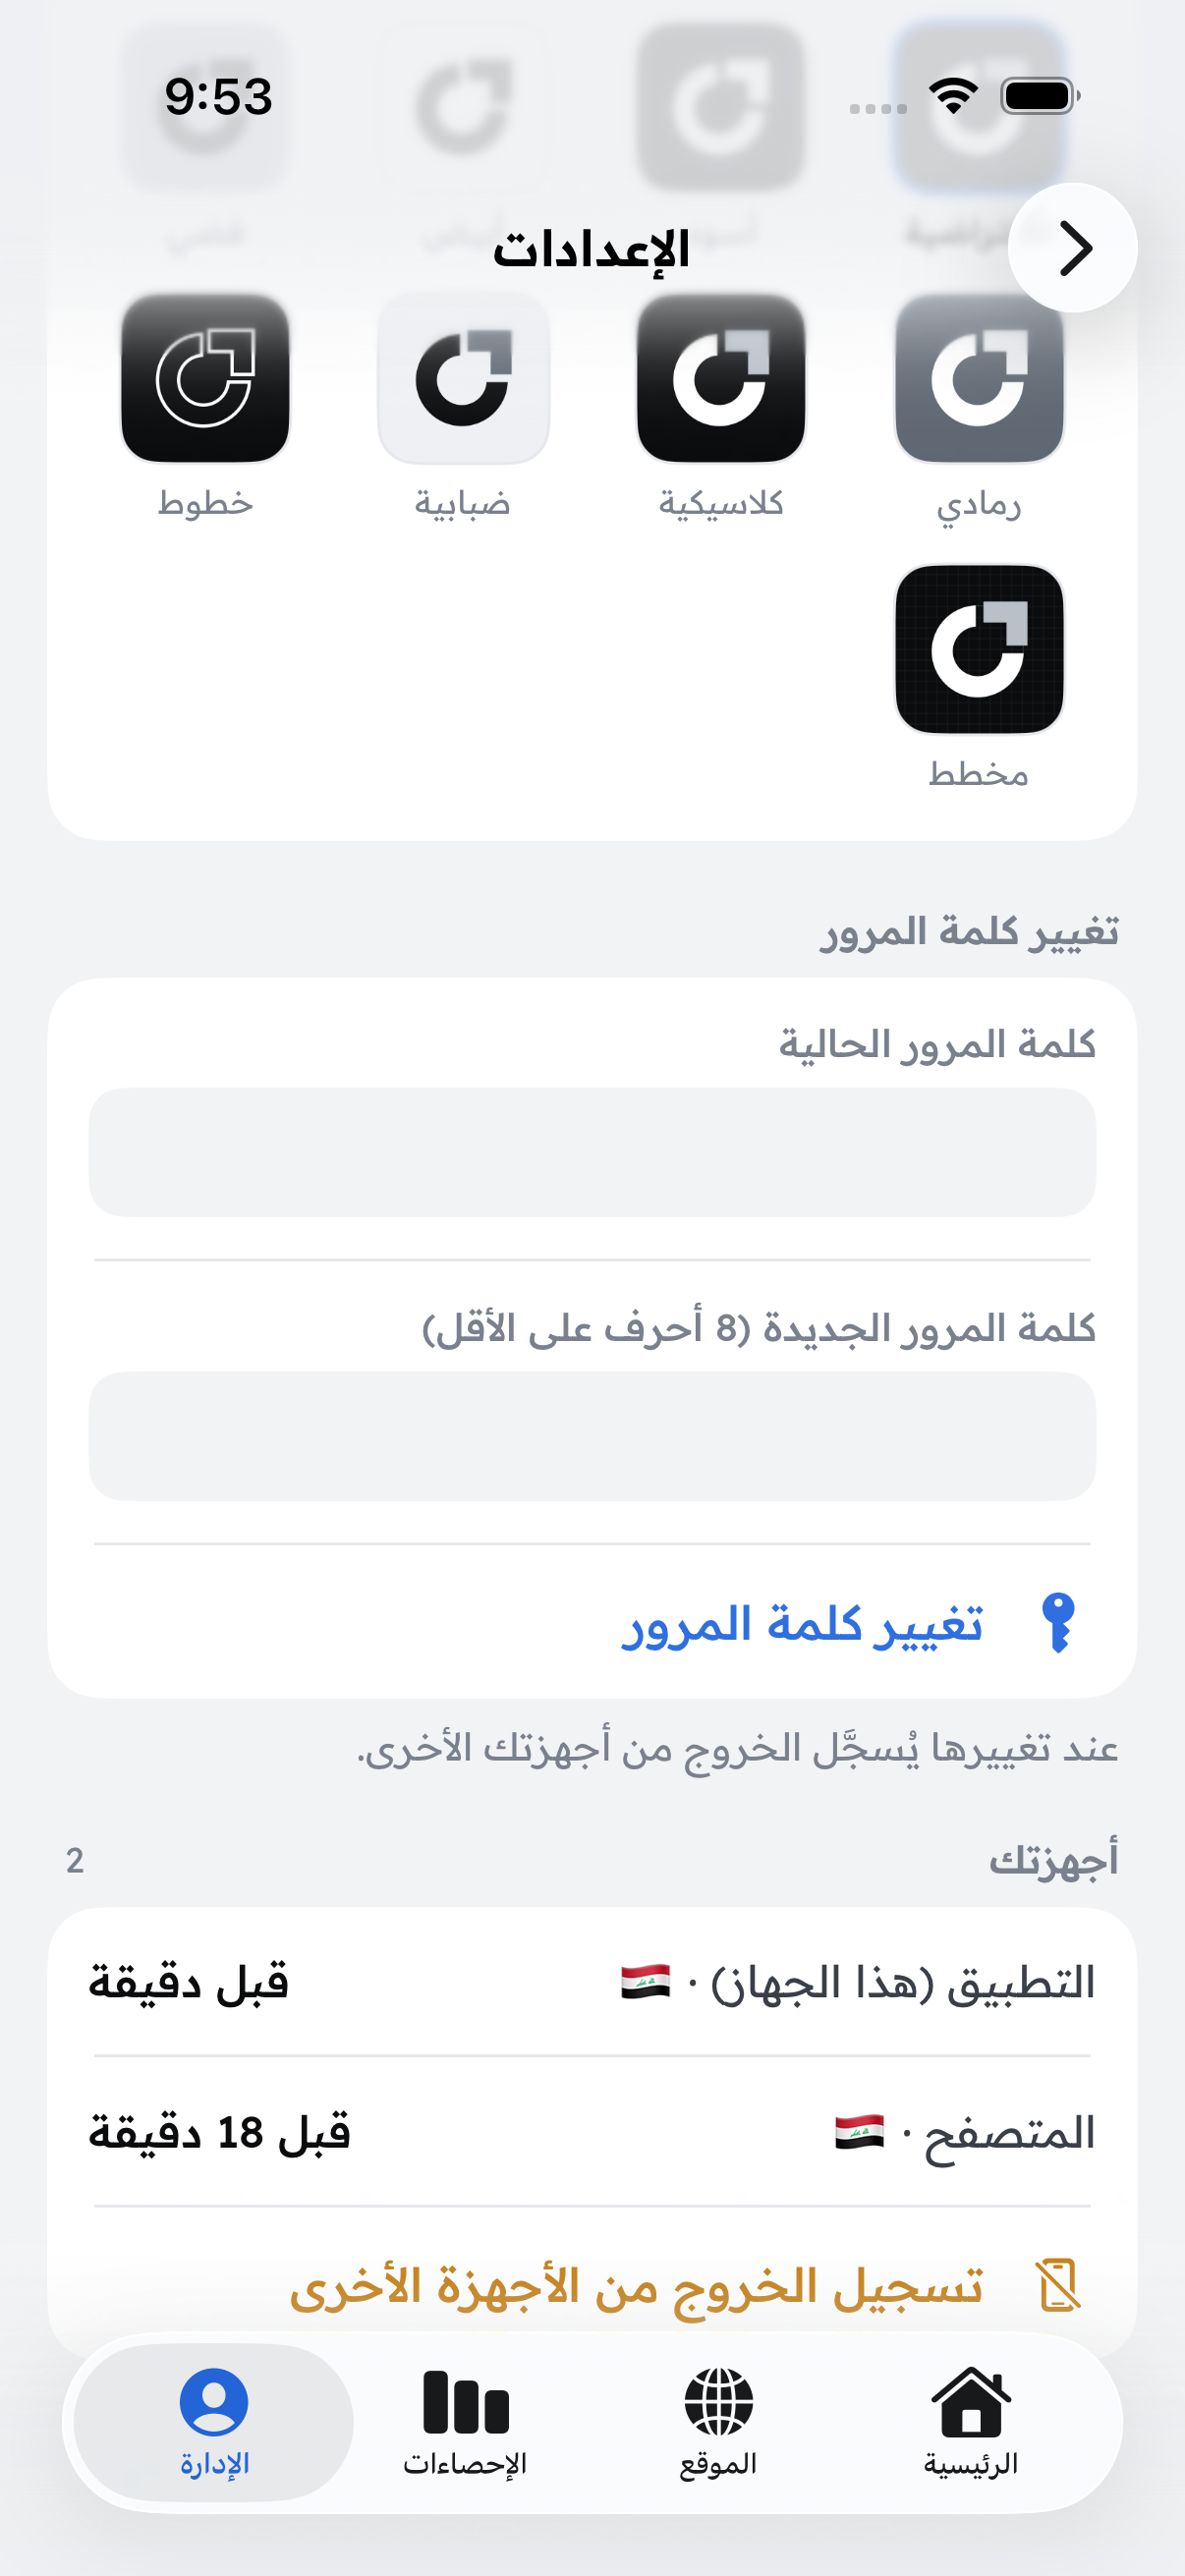 9:53
الإعدادات
رمادي
كلاسيكية
ضبابية
خطوط
مخطط
تغيير كلمة المرور
كلمة المرور الحالية
كلمة المرور الجديدة (8 أحرف على الأقل)
تغيير كلمة المرور
عند تغييرها يُسجَّل الخروج من أجهزتك الأخرى.
أجهزتك 2
التطبيق (هذا الجهاز) · 🇮🇶 قبل دقيقة
المتصفح · 🇮🇶 قبل 18 دقيقة
تسجيل الخروج من الأجهزة الأخرى
الرئيسية
الموقع
الإحصاءات
الإدارة